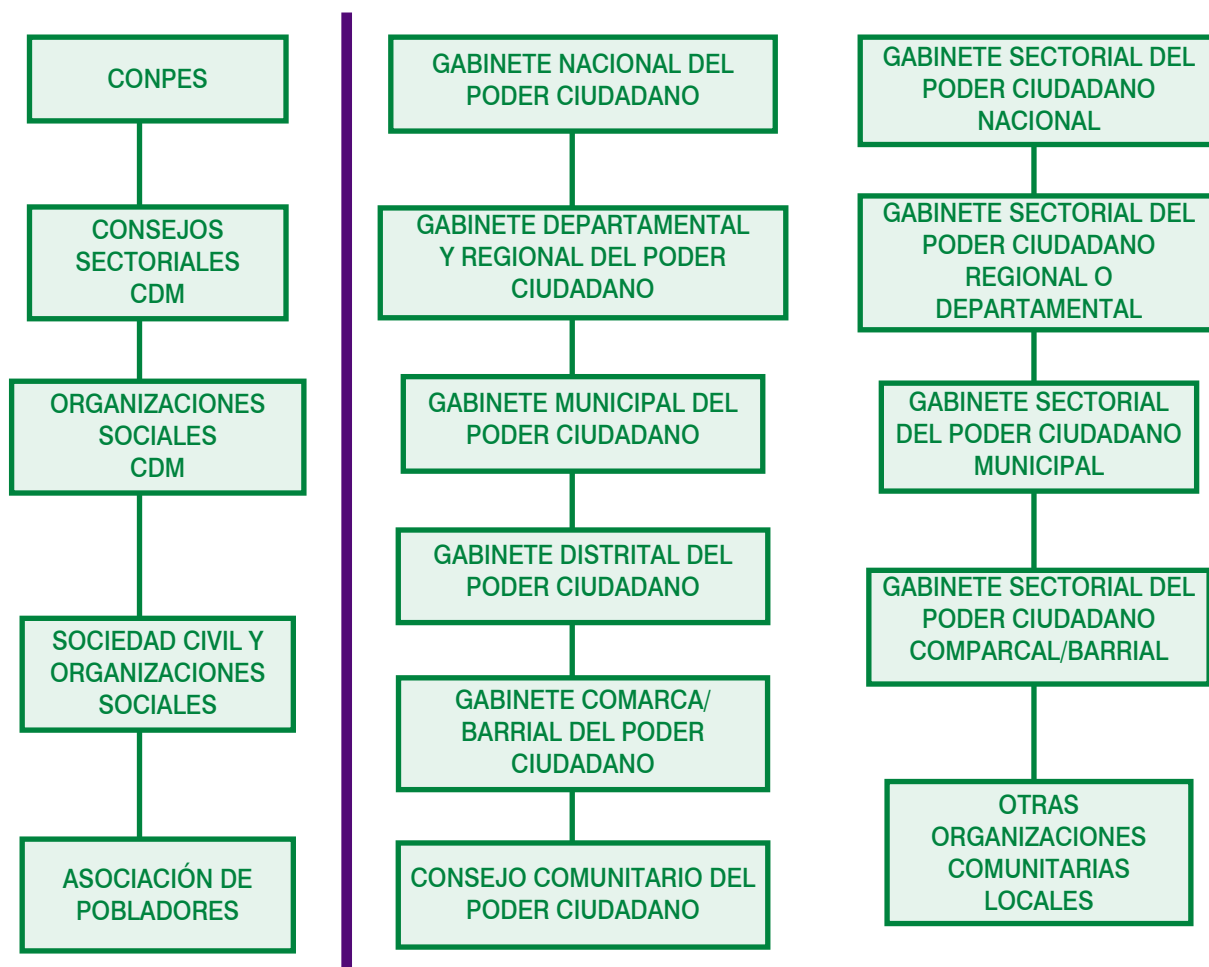 CONPES
CONSEJOS
SECTORIALES
CDM
ORGANIZACIONES
SOCIALES
CDM
SOCIEDAD CIVIL Y
ORGANIZACIONES
SOCIALES
ASOCIACIÓN DE
POBLADORES
GABINETE NACIONAL DEL
PODER CIUDADANO
GABINETE DEPARTAMENTAL
Y REGIONAL DEL PODER
CIUDADANO
GABINETE MUNICIPAL DEL
PODER CIUDADANO
GABINETE DISTRITAL DEL
PODER CIUDADANO
GABINETE COMARCA/
BARRIAL DEL PODER
CIUDADANO
CONSEJO COMUNITARIO DEL
PODER CIUDADANO
GABINETE SECTORIAL DEL
PODER CIUDADANO
NACIONAL
GABINETE SECTORIAL DEL
PODER CIUDADANO
REGIONAL O
DEPARTAMENTAL
GABINETE SECTORIAL
DEL PODER CIUDADANO
MUNICIPAL
GABINETE SECTORIAL DEL
PODER CIUDADANO
COMPARCAL/BARRIAL
OTRAS
ORGANIZACIONES
COMUNITARIAS
LOCALES